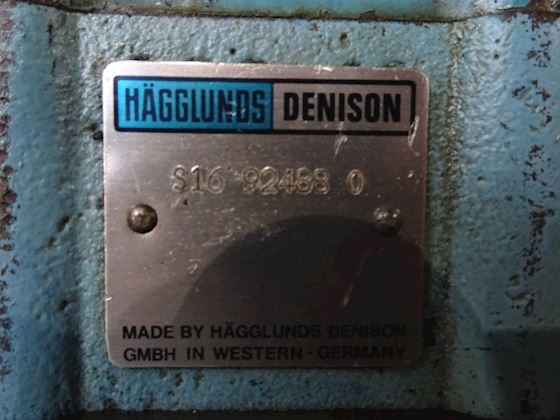 HÄGGLUNDS DENISON
S16 92488 0
MADE BY HÄGGLUNDS DENISON
GMBH IN WESTERN-GERMANY